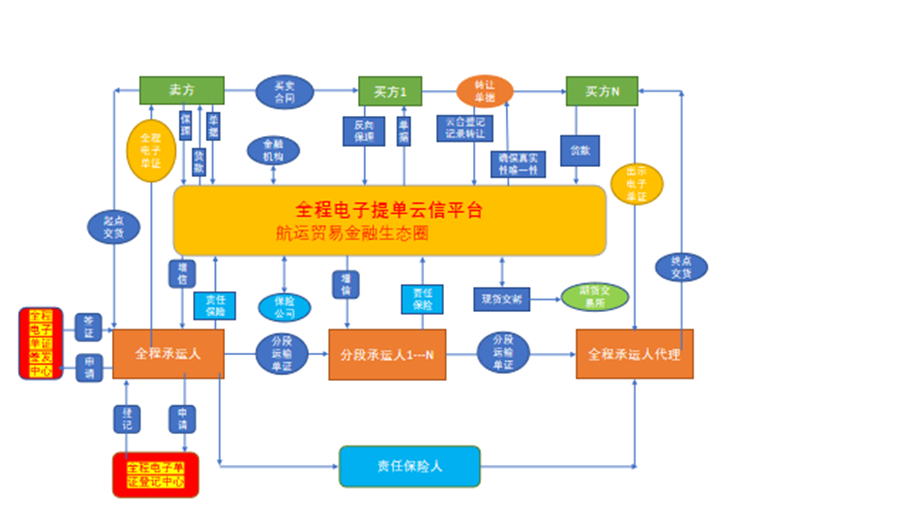 卖方
买卖
合同
买方1
转让
单据
买方N
保
理
单
据
货
款
全程
电子
单证
金融
机构
反向
保理
单
据
云台登记
记录转让
确保真实
性唯一性
货款
出示
电子
单证
全程电子提单云信平台
航运贸易金融生态圈
起点
交货
终点
交货
增
信
责任
保险
保险
公司
增
信
责任
保险
现货交割
期货交
易所
全程
电子
单证
签发
中心
签
证
申
请
全程承运人
分段
运输
单证
分段承运人1---N
分段
运输
单证
全程承运人代理
登
记
申
请
全程电子单
证登记中心
责任保险人